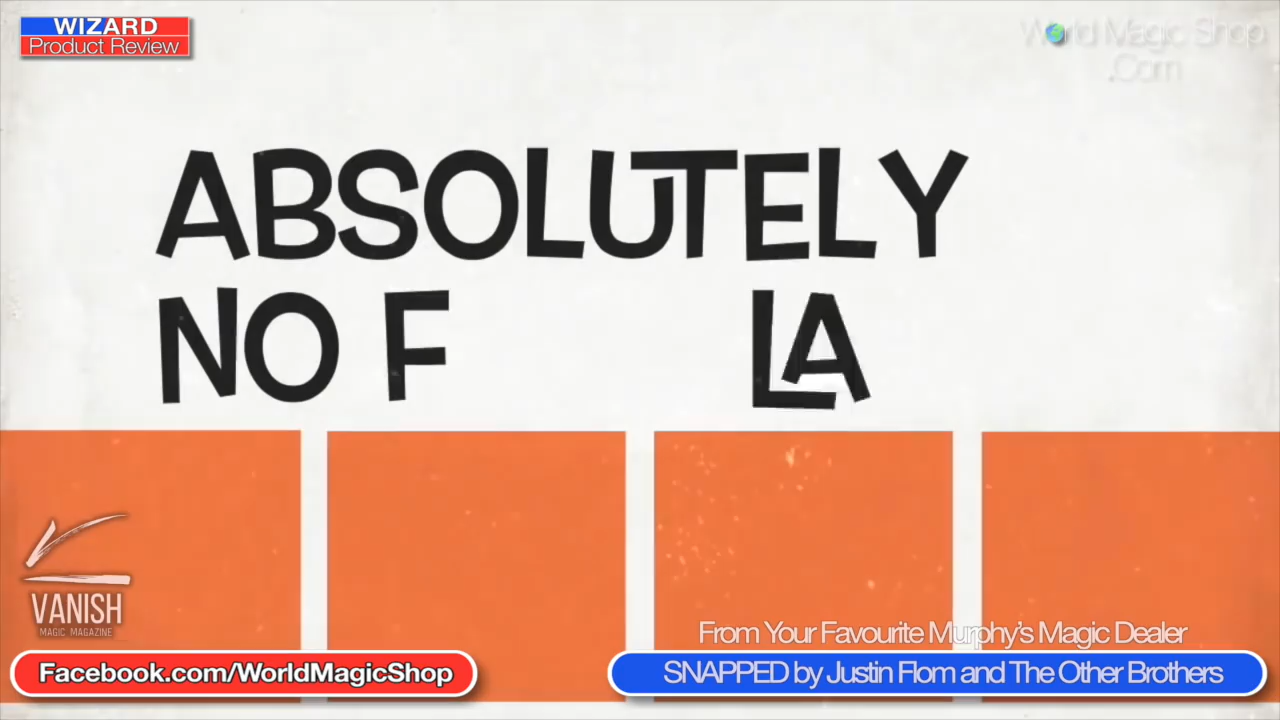 WIZARD
Product Review
World Magic Shop
.Com
ABSOLUTELY
NO F LA
VANISH
MAGIC MAGAZINE
From Your Favourite Murphy's Magic Dealer
Facebook.com/WorldMagicShop
SNAPPED by Justin Flom and The Other Brothers